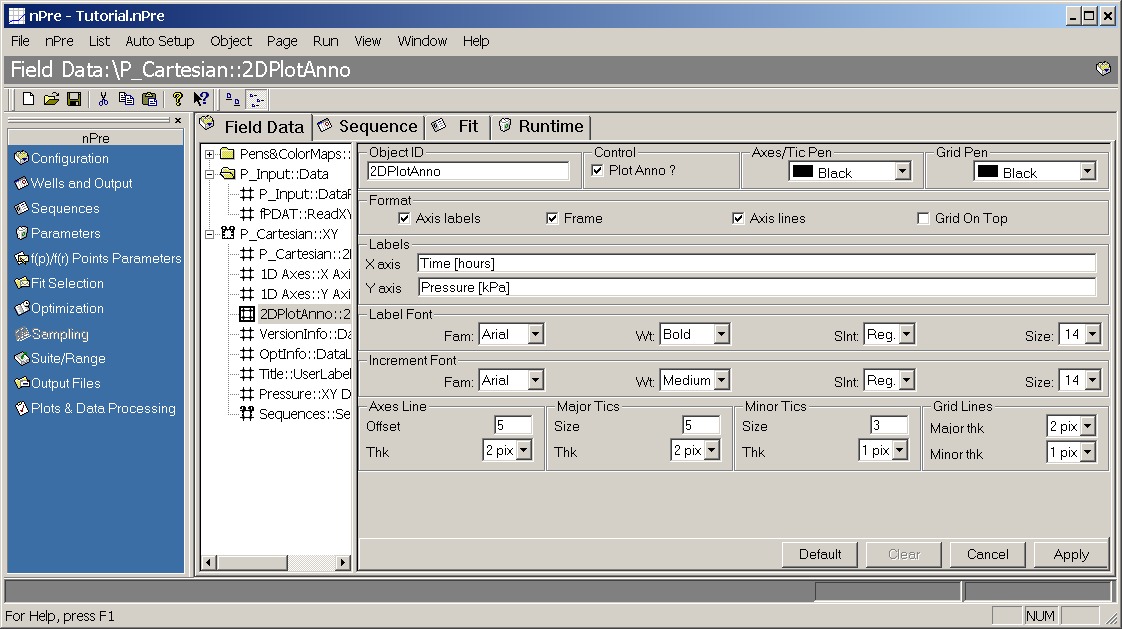 nPre - Tutorial.nPre
File nPre List Auto Setup Object Page Run View Window Help
Field Data:\P_Cartesian::2DPlotAnno
nPre
Configuration
Wells and Output
Sequences
Parameters
f(p)/f(r) Points Parameters
Fit Selection
Optimization
Sampling
Suite/Range
Output Files
Plots & Data Processing
Field Data Sequence Fit Runtime
Pens&ColorMaps::
P_Input::Data
P_Input::DataP
fPDAT::ReadXY
P_Cartesian::XY
P_Cartesian::2I
1D Axes::X Axi
1D Axes::Y Axi
2DPlotAnno::2
VersionInfo::Da
OptInfo::DataL
Title::UserLabel
Pressure::XY D
Sequences::Se
Object ID Control Axes/Tic Pen Grid Pen
2DPlotAnno Plot Anno ? Black Black
Format
Axis labels Frame Axis lines Grid On Top
Labels
X axis Time [hours]
Y axis Pressure [kPa]
Label Font
Fam: Arial Wt: Bold Slnt: Reg. Size: 14
Increment Font
Fam: Arial Wt: Medium Slnt: Reg. Size: 14
Axes Line Major Tics Minor Tics Grid Lines
Offset 5 Size 5 Size 3 Major thk 2 pix
Thk 2 pix Thk 2 pix Thk 1 pix Minor thk 1 pix
Default Clear Cancel Apply
For Help, press F1 NUM